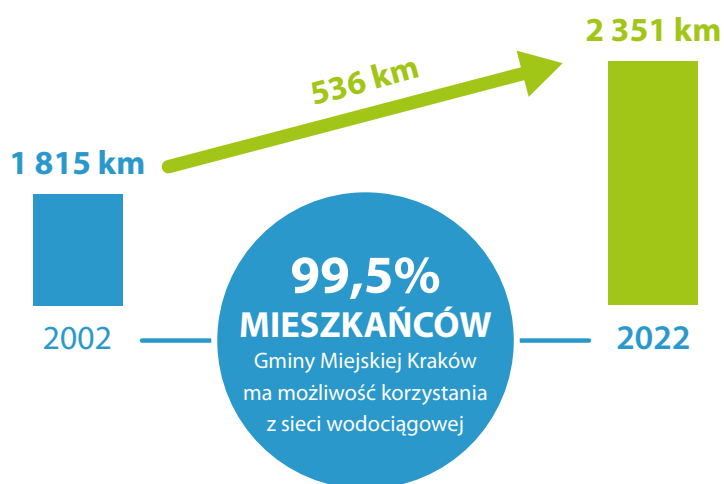 2 351 km
536 km
1 815 km
99,5%
MIESZKAŃCÓW
Gminy Miejskiej Kraków
ma możliwość korzystania
z sieci wodociągowej
2002
2022